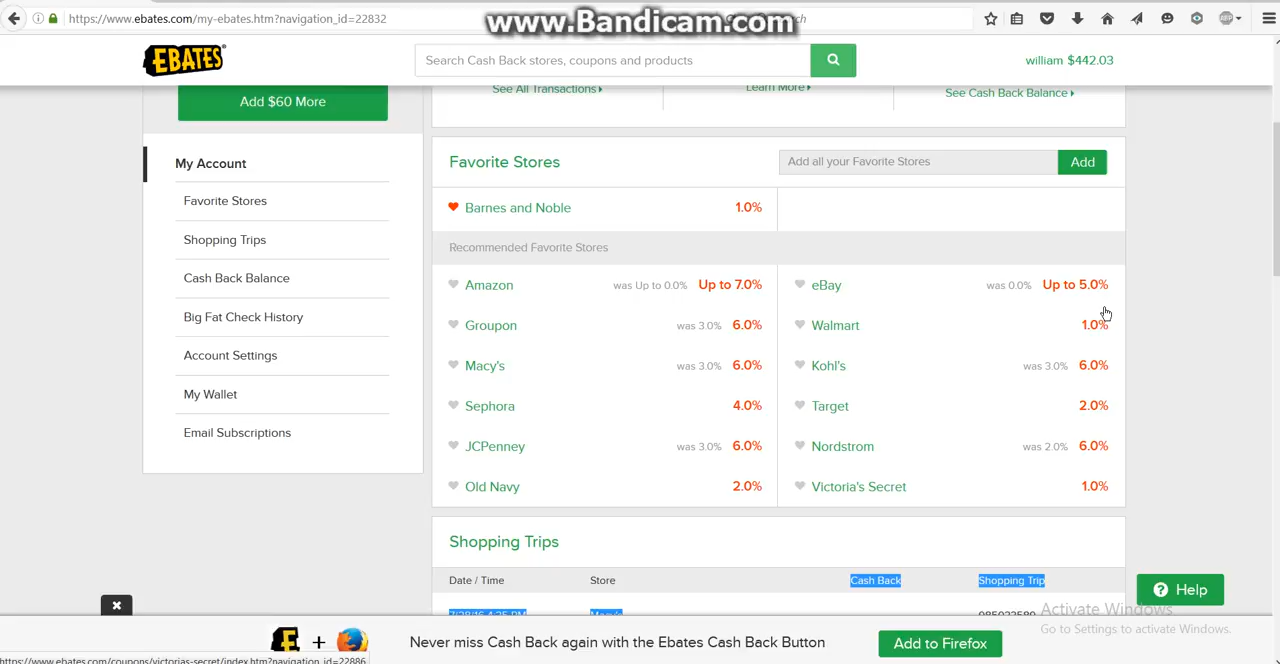 https://www.ebates.com/my-ebates.htm?navigation_id=22832
www.Bandicam.com
EBATES
Search Cash Back stores, coupons and products
william $442.03
Add $60 More
See All Transactions
Learn More
See Cash Back Balance
My Account
Favorite Stores
Shopping Trips
Cash Back Balance
Big Fat Check History
Account Settings
My Wallet
Email Subscriptions
Favorite Stores
Add all your Favorite Stores
Add
Barnes and Noble 1.0%
Recommended Favorite Stores
Amazon was Up to 0.0% Up to 7.0% eBay was 0.0% Up to 5.0%
Groupon was 3.0% 6.0% Walmart 1.0%
Macy's was 3.0% 6.0% Kohl's was 3.0% 6.0%
Sephora 4.0% Target 2.0%
JCPenney was 3.0% 6.0% Nordstrom was 2.0% 6.0%
Old Navy 2.0% Victoria's Secret 1.0%
Shopping Trips
Date / Time Store Cash Back Shopping Trip
Help
Activate Windows
Go to Settings to activate Windows.
E + Never miss Cash Back again with the Ebates Cash Back Button Add to Firefox
https://www.ebates.com/coupons/victorias-secret/index.htm?navigation_id=22886